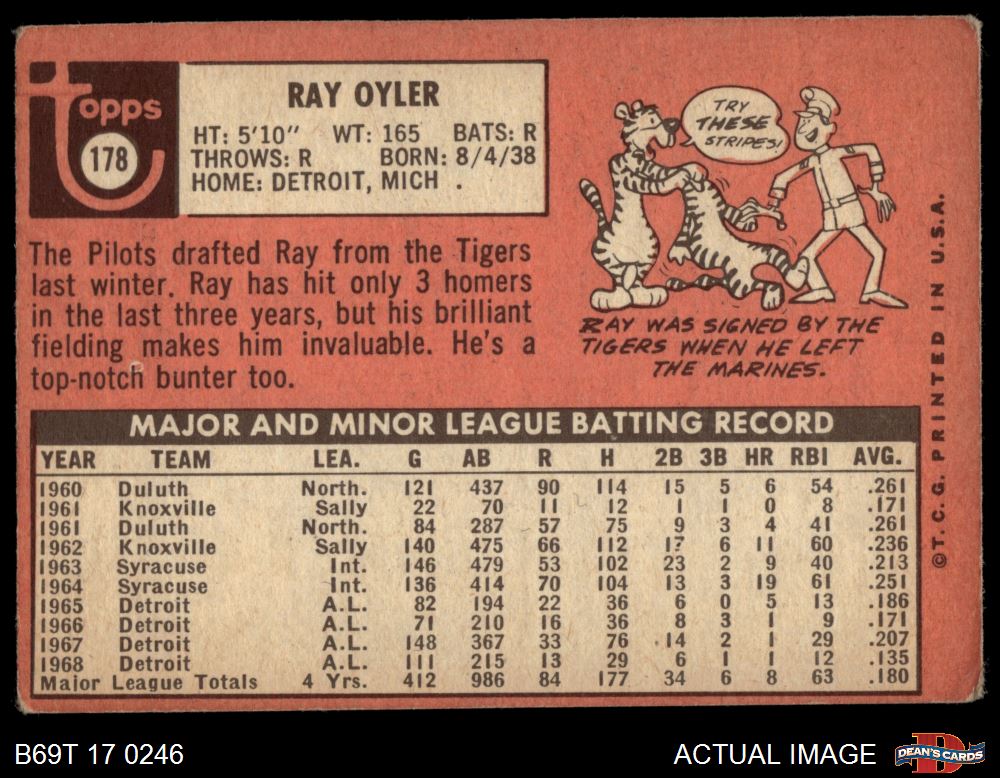 topps
178
RAY OYLER
HT: 5'10" WT: 165 BATS: R
THROWS: R BORN: 8/4/38
HOME: DETROIT, MICH .
The Pilots drafted Ray from the Tigers
last winter. Ray has hit only 3 homers
in the last three years, but his brilliant
fielding makes him invaluable. He's a
top-notch bunter too.
TRY
THESE
STRIPES!
RAY WAS SIGNED BY THE
TIGERS WHEN HE LEFT
THE MARINES.
MAJOR AND MINOR LEAGUE BATTING RECORD
YEAR TEAM LEA. G AB R H 2B 3B HR RBI AVG.
1960 Duluth North. 121 437 90 114 15 5 6 54 .261
1961 Knoxville Sally 22 70 11 12 1 1 0 8 .171
1961 Duluth North. 84 287 57 75 9 3 4 41 .261
1962 Knoxville Sally 140 475 66 112 17 6 11 60 .236
1963 Syracuse Int. 146 479 53 102 23 2 9 40 .213
1964 Syracuse Int. 136 414 70 104 13 3 19 61 .251
1965 Detroit A.L. 82 194 22 36 6 0 5 13 .186
1966 Detroit A.L. 71 210 16 36 8 3 1 9 .171
1967 Detroit A.L. 148 367 33 76 14 2 1 29 .207
1968 Detroit A.L. 111 215 13 29 6 1 1 12 .135
Major League Totals 4 Yrs. 412 986 84 177 34 6 8 63 .180
©T. C. G. PRINTED IN U.S.A.
B69T 17 0246
ACTUAL IMAGE
DEAN'S CARDS